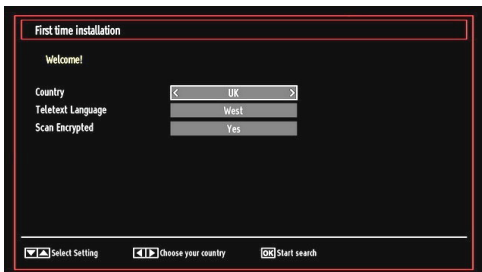 First time installation
Welcome!
Country < UK >
Teletext Language West
Scan Encrypted Yes
Select Setting Choose your country OK Start search